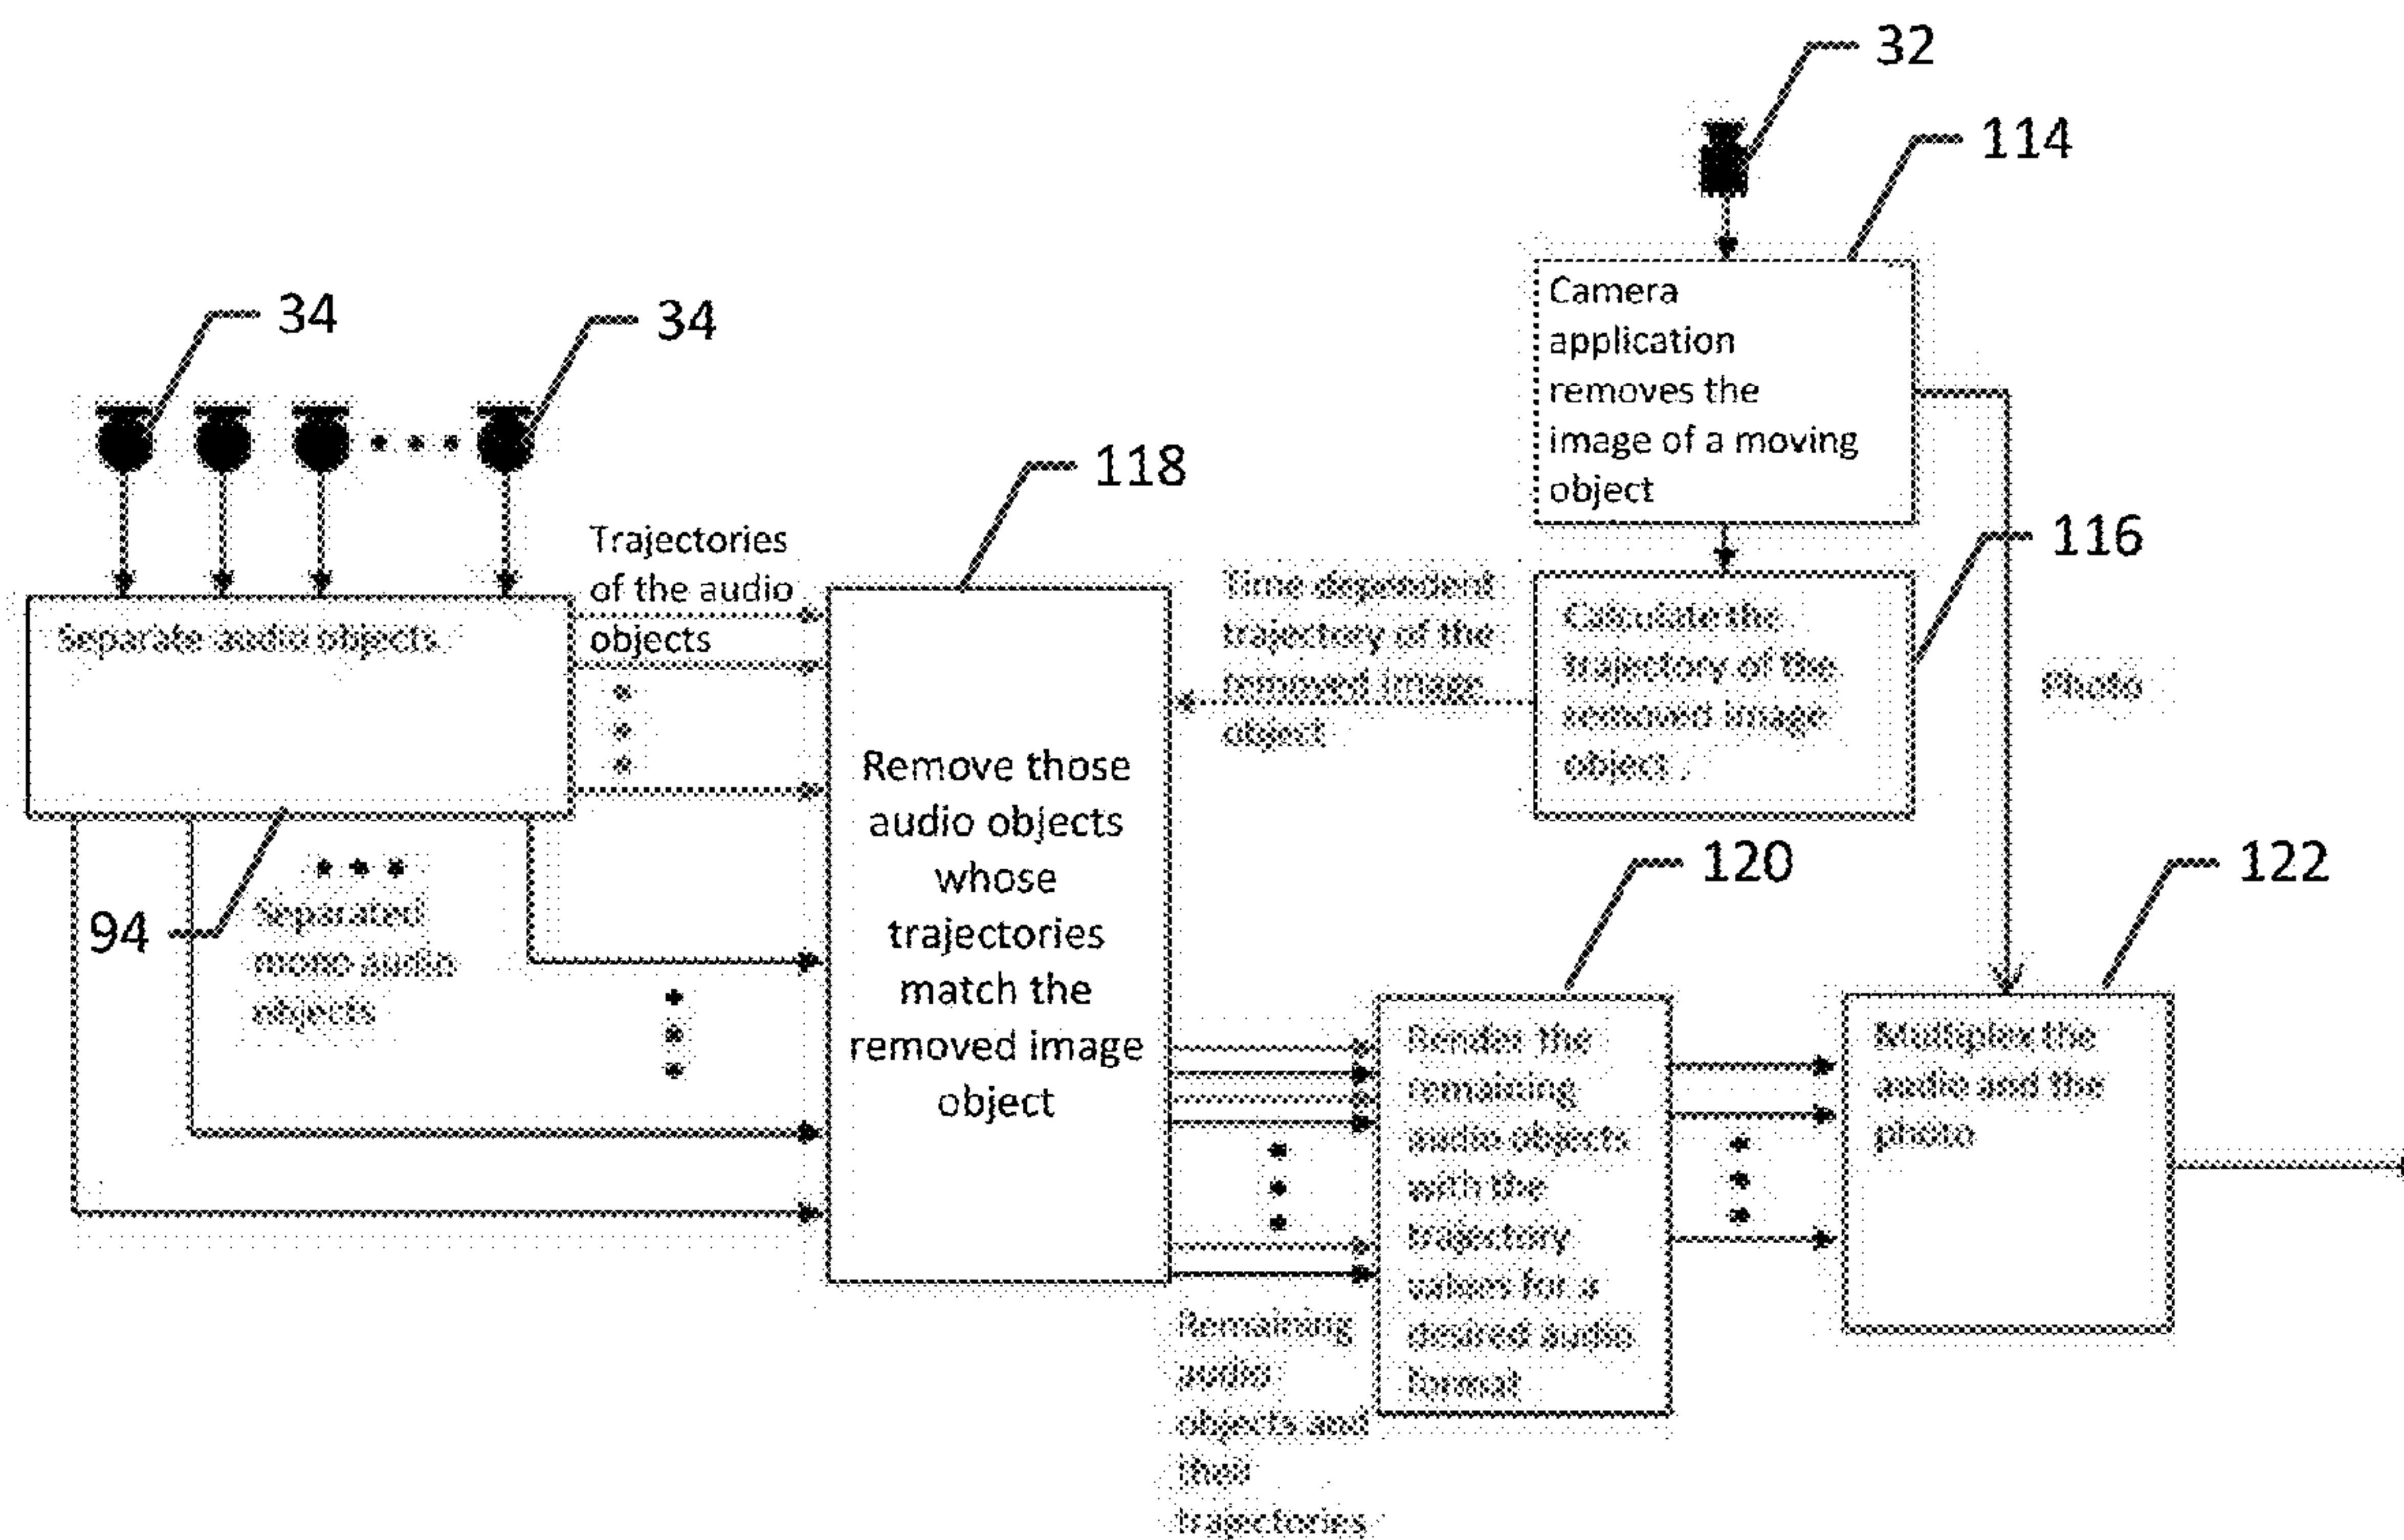 32
114
Camera
application
removes the
image of a moving
object
34
34
118
116
Trajectories
of the audio
objects
Time dependent
trajectory of the
removed image
object
Calculate the
trajectory of the
removed image
object
Separate audio objects
Photo
Remove those
audio objects
whose
trajectories
match the
removed image
object
94
Separated
mono audio
objects
120
122
Render the
remaining
audio objects
with the
trajectory
values for a
desired audio
format
Multiplex the
audio and the
photo
Remaining
audio
objects and
their
trajectories